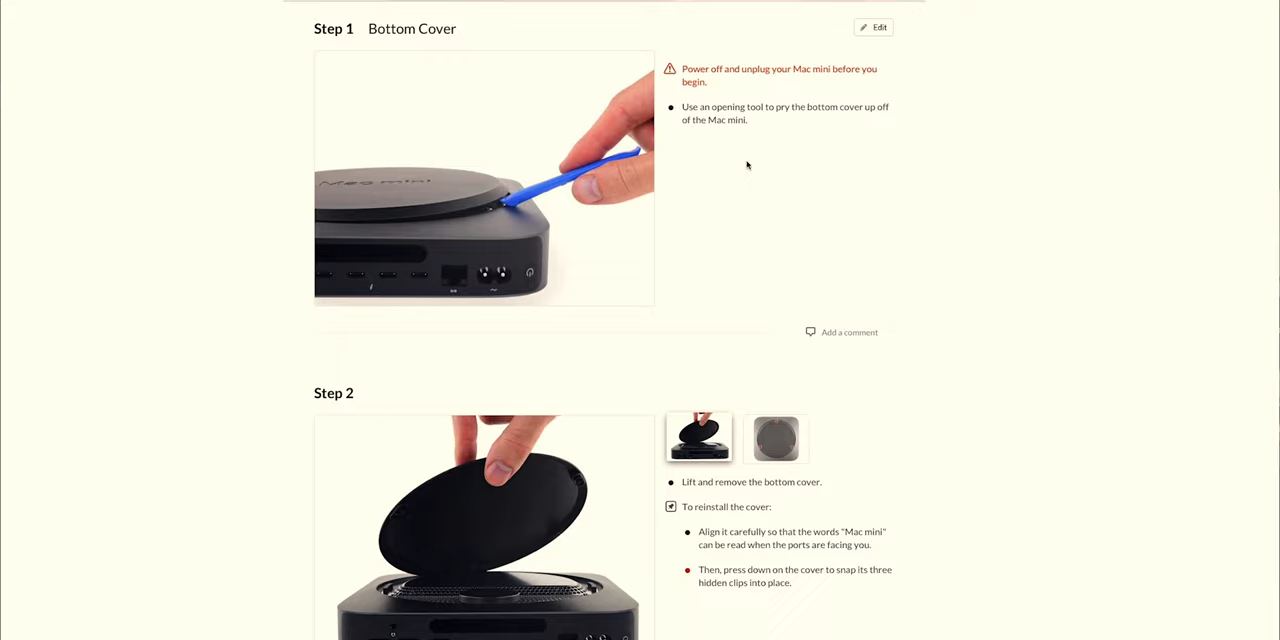 Step 1 Bottom Cover
Edit
Power off and unplug your Mac mini before you
begin.
Use an opening tool to pry the bottom cover up off
of the Mac mini.
Mac mini
Add a comment
Step 2
Lift and remove the bottom cover.
To reinstall the cover:
Align it carefully so that the words "Mac mini"
can be read when the ports are facing you.
Then, press down on the cover to snap its three
hidden clips into place.